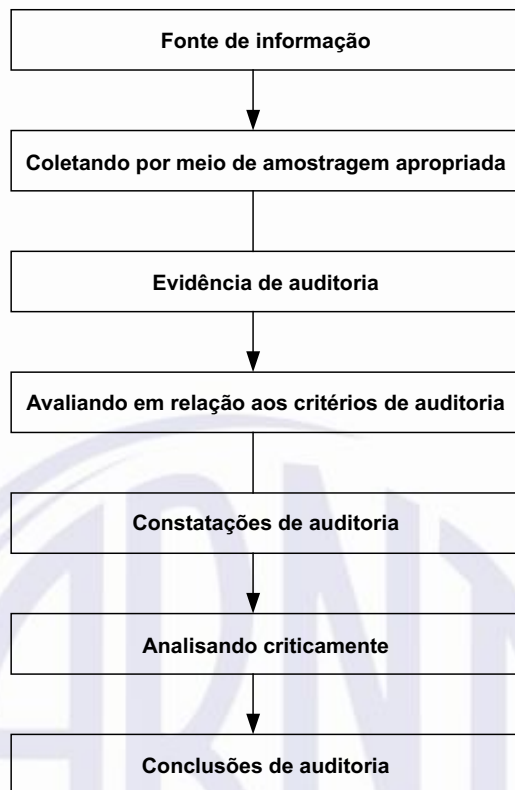 Fonte de informação
Coletando por meio de amostragem apropriada
Evidência de auditoria
Avaliando em relação aos critérios de auditoria
Constatações de auditoria
Analisando criticamente
Conclusões de auditoria